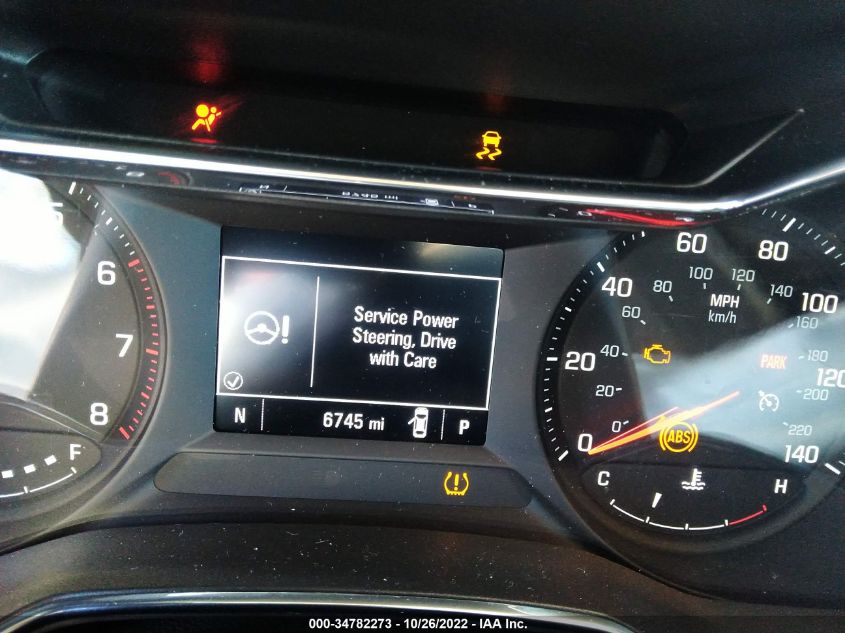 5
6
7
8
F
Service Power
Steering, Drive
with Care
N
6745 mi
P
0
20
40
60
80
100
120
140
0
20
40
60
80
100
120
140
160
180
200
220
MPH
km/h
PARK
ABS
C
H
000-34782273 - 10/26/2022 - IAA Inc.